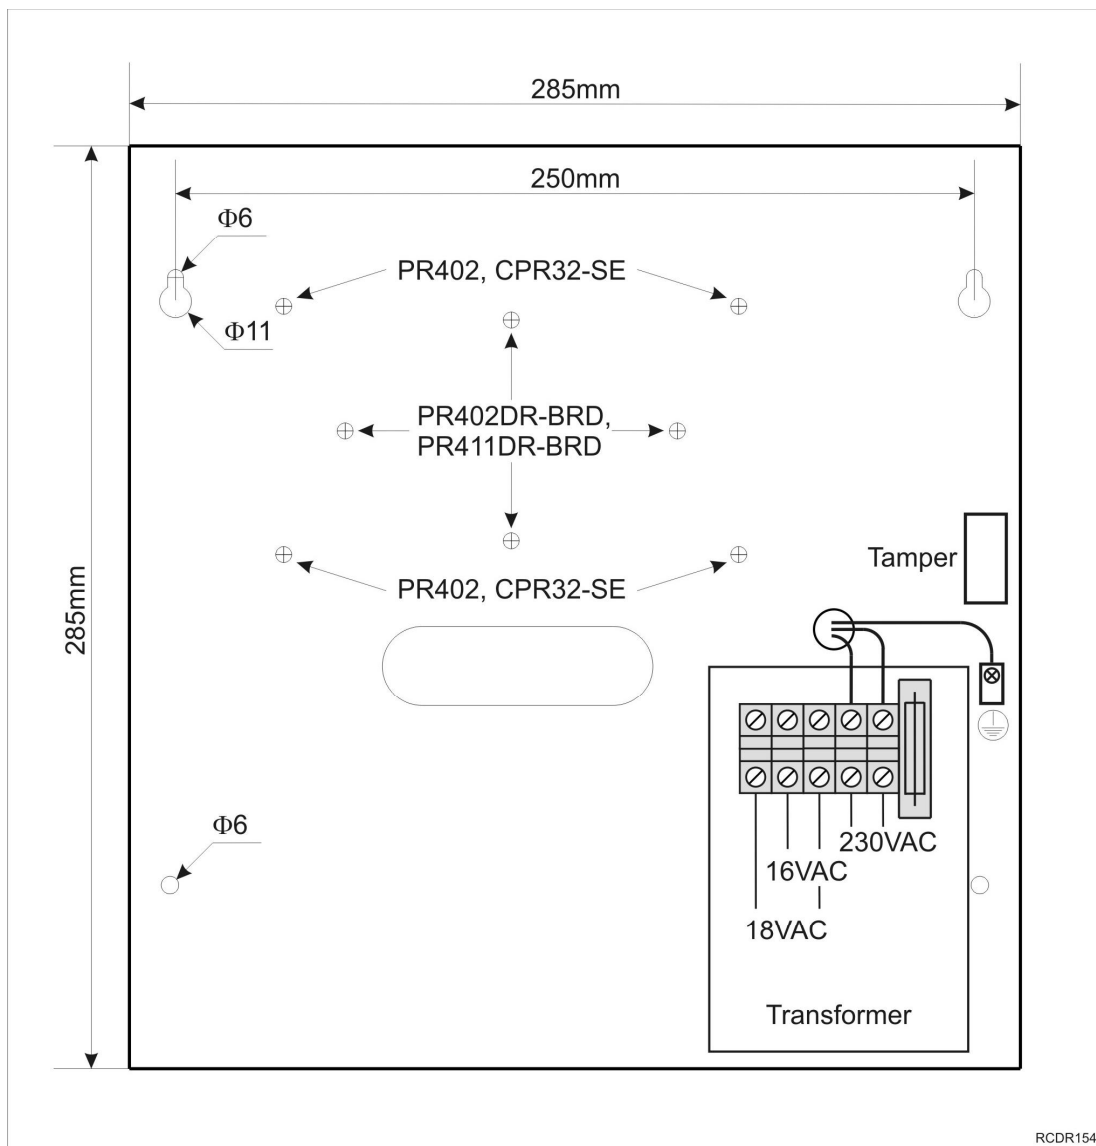 285mm
250mm
Φ6
PR402, CPR32-SE
Φ11
PR402DR-BRD,
PR411DR-BRD
Tamper
285mm
PR402, CPR32-SE
Φ6
230VAC
16VAC
18VAC
Transformer
RCDR154